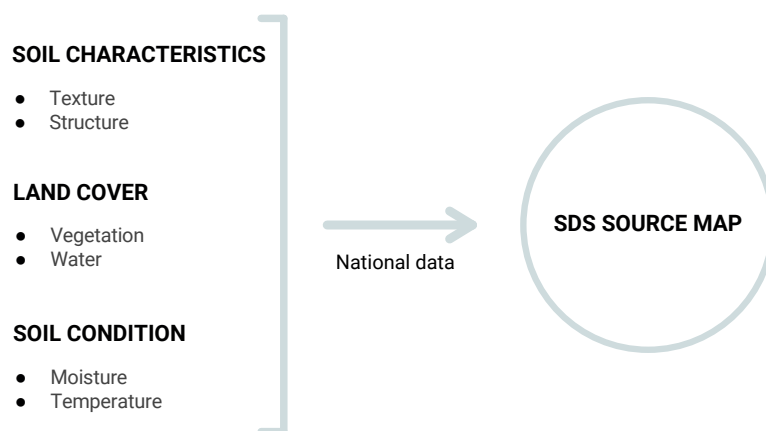 SOIL CHARACTERISTICS
● Texture
● Structure
LAND COVER
● Vegetation
● Water
National data
SDS SOURCE MAP
SOIL CONDITION
● Moisture
● Temperature